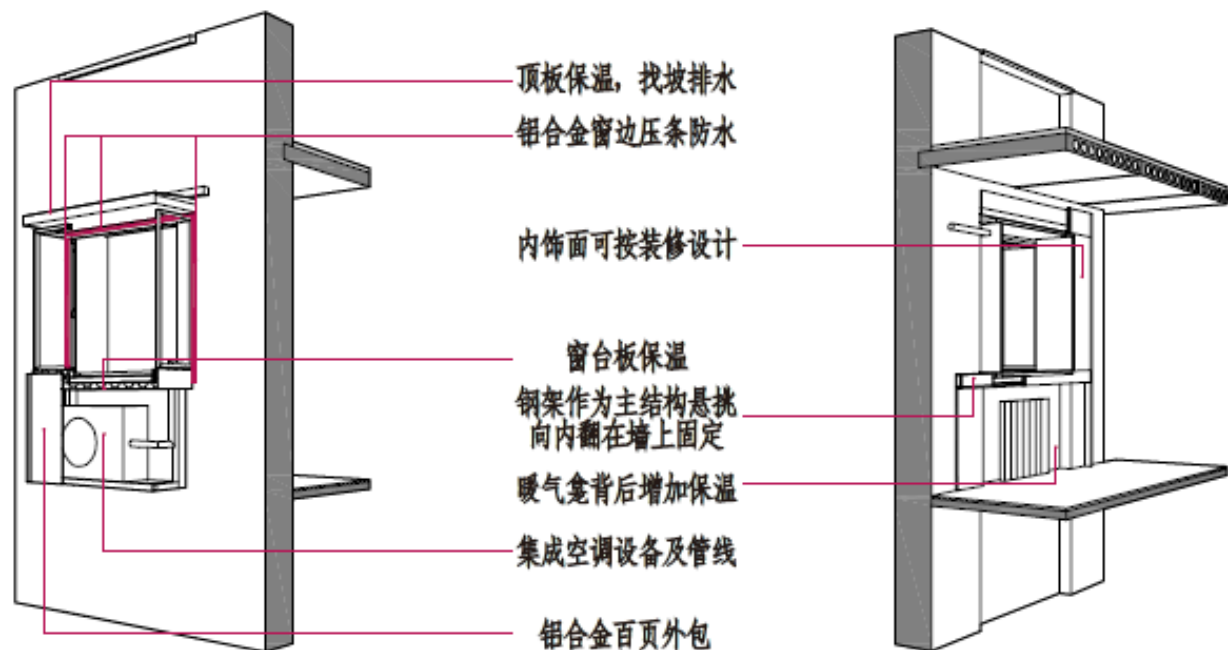 顶板保温，找坡排水
铝合金窗边压条防水
内饰面可按装修设计
窗台板保温
钢架作为主结构悬挑
向内翻在墙上固定
暖气龛背后增加保温
集成空调设备及管线
铝合金百页外包